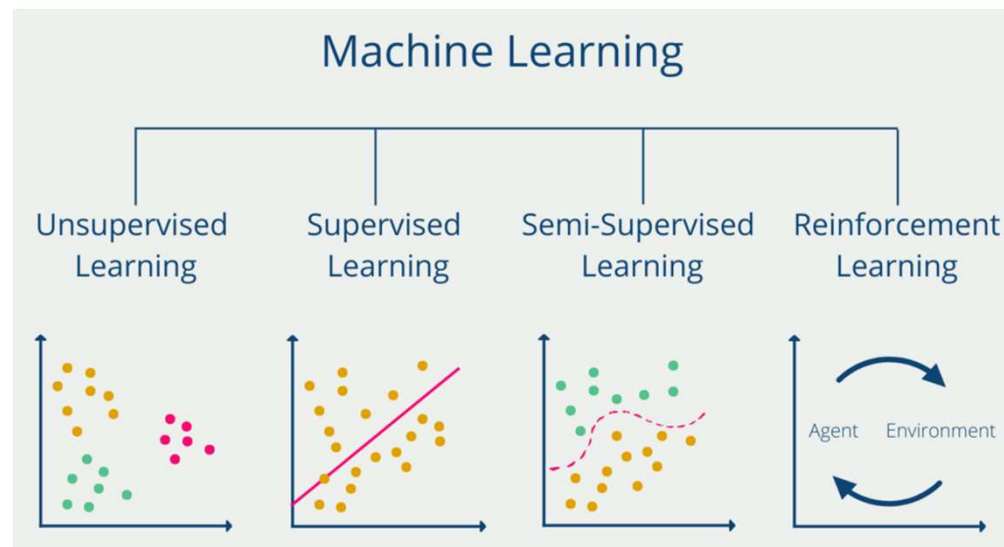 Machine Learning
Unsupervised
Learning
Supervised
Learning
Semi-Supervised
Learning
Reinforcement
Learning
Agent
Environment